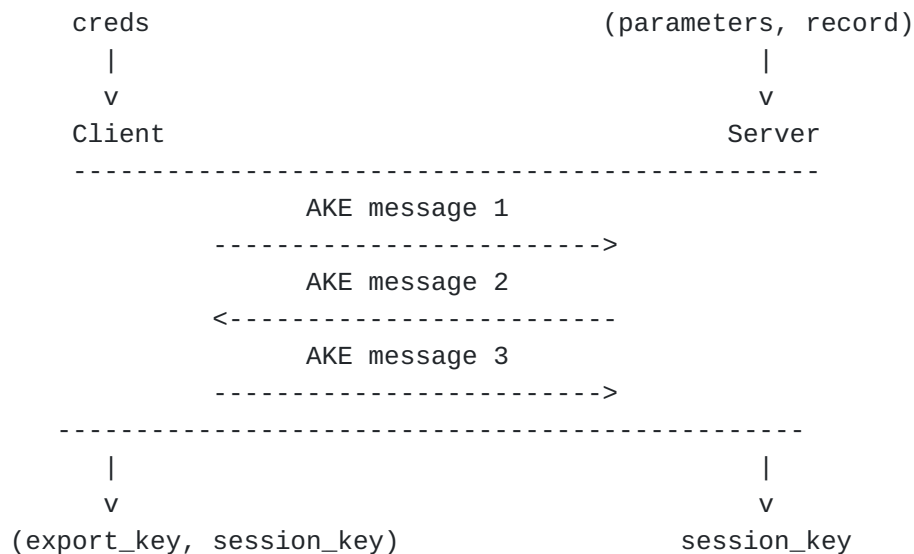 creds (parameters, record)
| |
v v
Client Server
------------------------------------------------
AKE message 1
------------------------->
AKE message 2
<-------------------------
AKE message 3
------------------------->
------------------------------------------------
| |
v v
(export_key, session_key) session_key